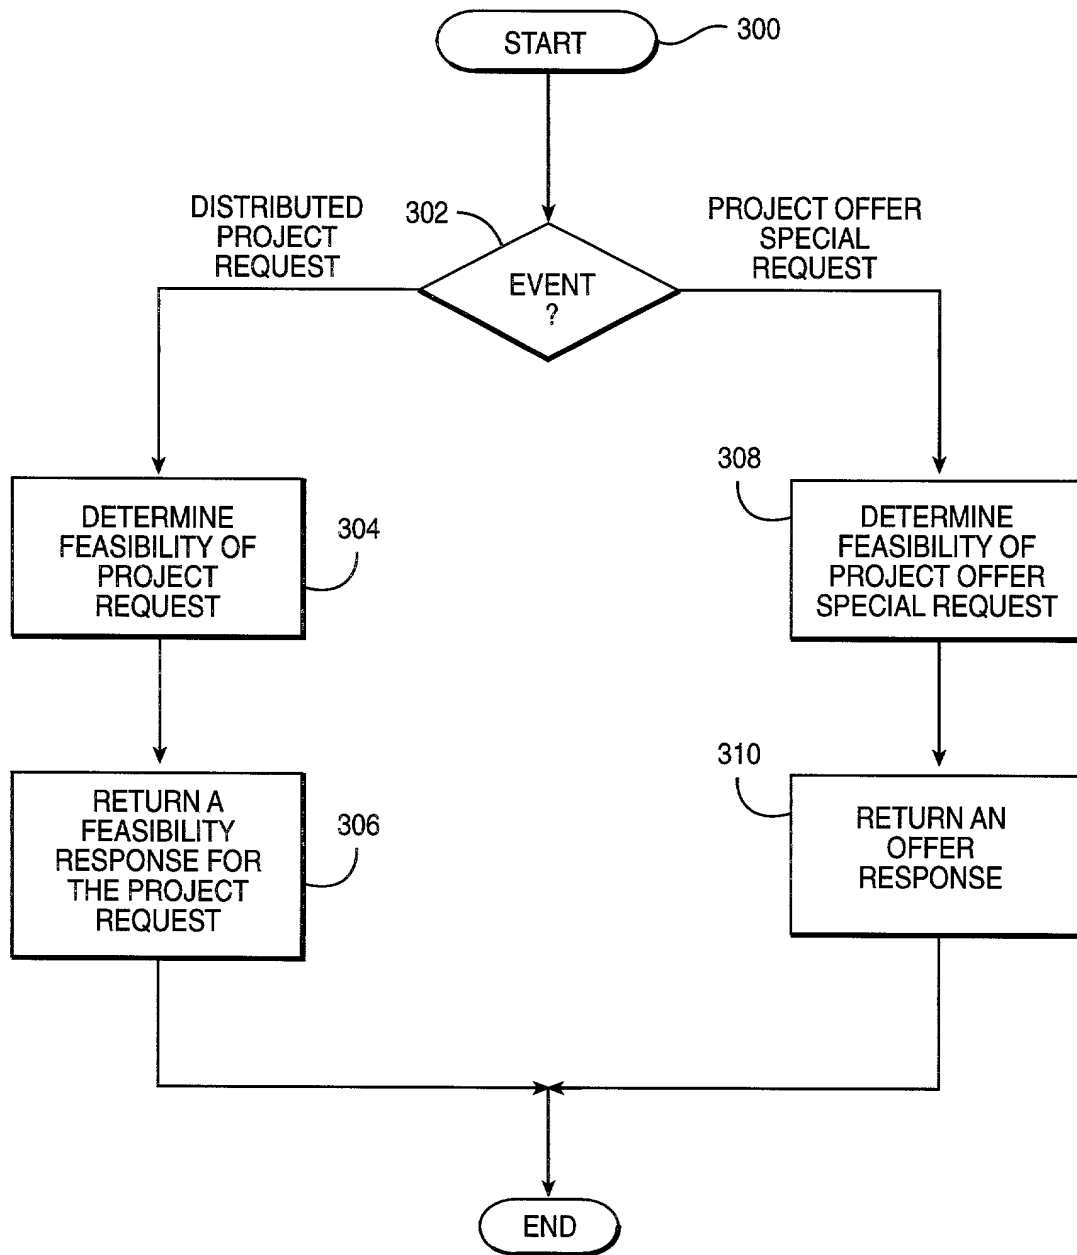 START
300
DISTRIBUTED
PROJECT
REQUEST
302
PROJECT OFFER
SPECIAL
REQUEST
EVENT
?
DETERMINE
FEASIBILITY OF
PROJECT
REQUEST
304
308
DETERMINE
FEASIBILITY OF
PROJECT OFFER
SPECIAL REQUEST
RETURN A
FEASIBILITY
RESPONSE FOR
THE PROJECT
REQUEST
306
310
RETURN AN
OFFER
RESPONSE
END